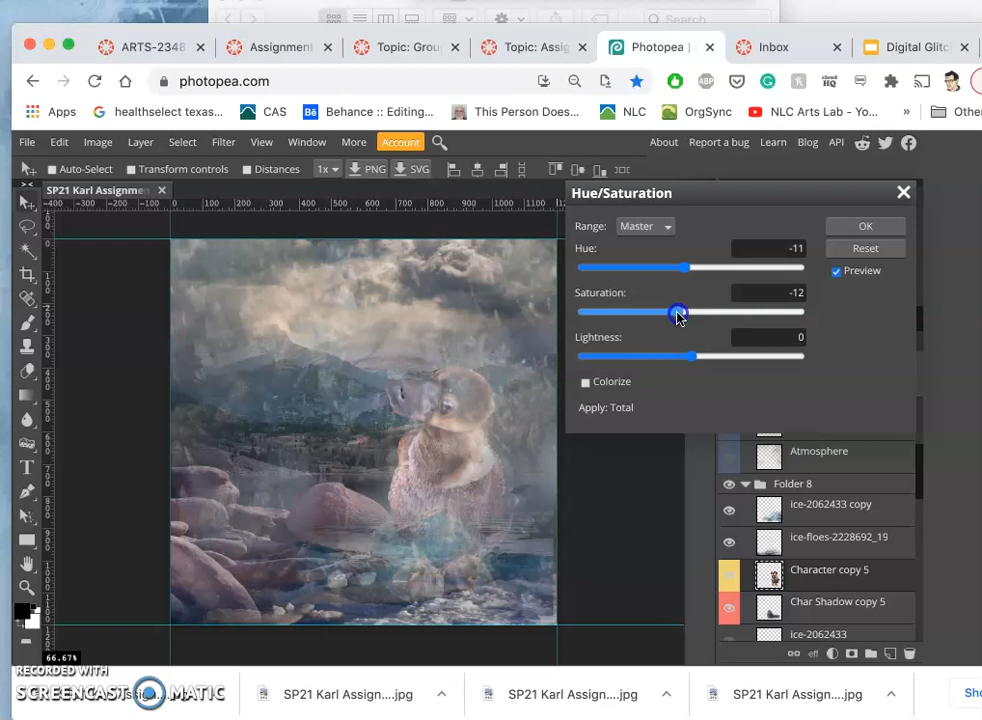 Search
ARTS-2348
Assignment
Topic: Grou
Topic: Assig
Photopea |
Inbox
Digital Glitc
photopea.com
ABP
cloud
HQ
Apps
healthselect texas...
CAS
Behance :: Editing...
This Person Does...
NLC
OrgSync
NLC Arts Lab - Yo...
»
Othe
File Edit Image Layer Select Filter View Window More Account
About Report a bug Learn Blog API
Auto-Select Transform controls Distances 1x PNG SVG
SP21 Karl Assignme
-400 -300 -200 -100 0 100 200 300 400 500 600 700 800 900 1000 1100
Hue/Saturation
Range: Master
OK
Hue: -11
Reset
Preview
Saturation: -12
Lightness: 0
Colorize
Apply: Total
Atmosphere
Folder 8
ice-2062433 copy
ice-floes-2228692_19
Character copy 5
Char Shadow copy 5
ice-2062433
eff
66.67%
RECORDED WITH
SCREENCAST MATIC
SP21 Karl Assign....jpg
SP21 Karl Assign....jpg
SP21 Karl Assign....jpg
Sho